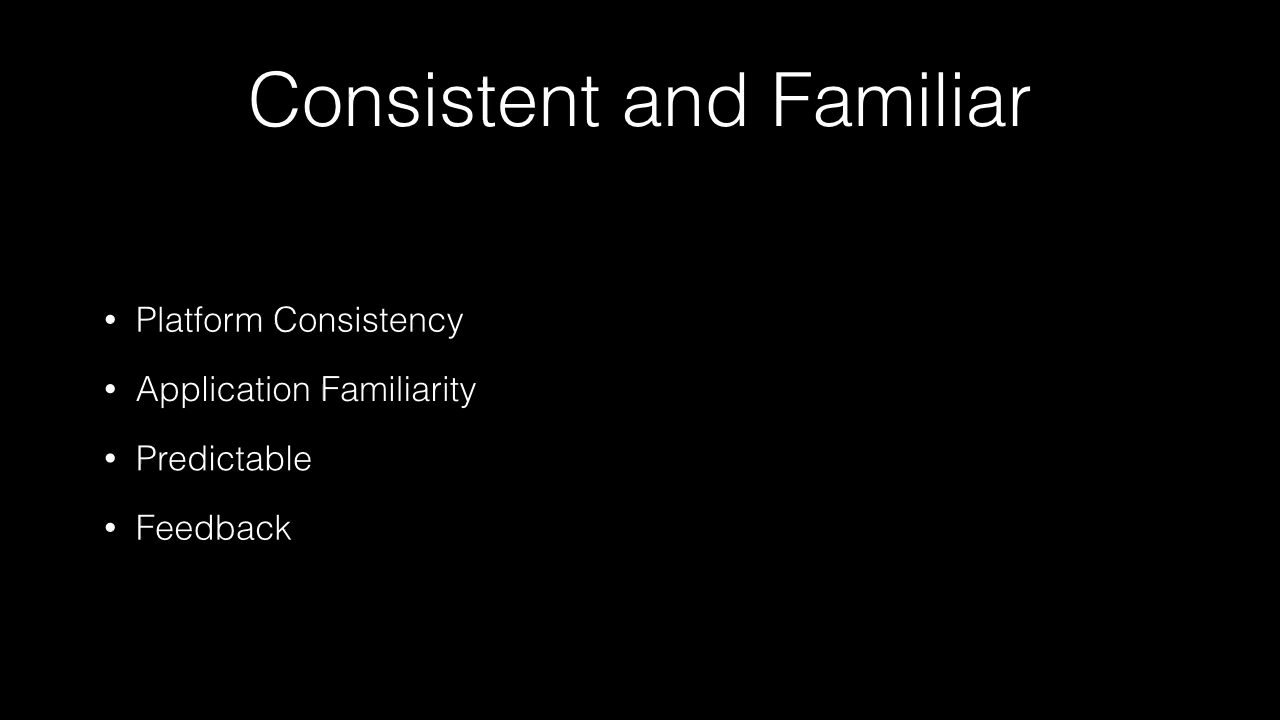 Consistent and Familiar
• Platform Consistency
• Application Familiarity
• Predictable
• Feedback